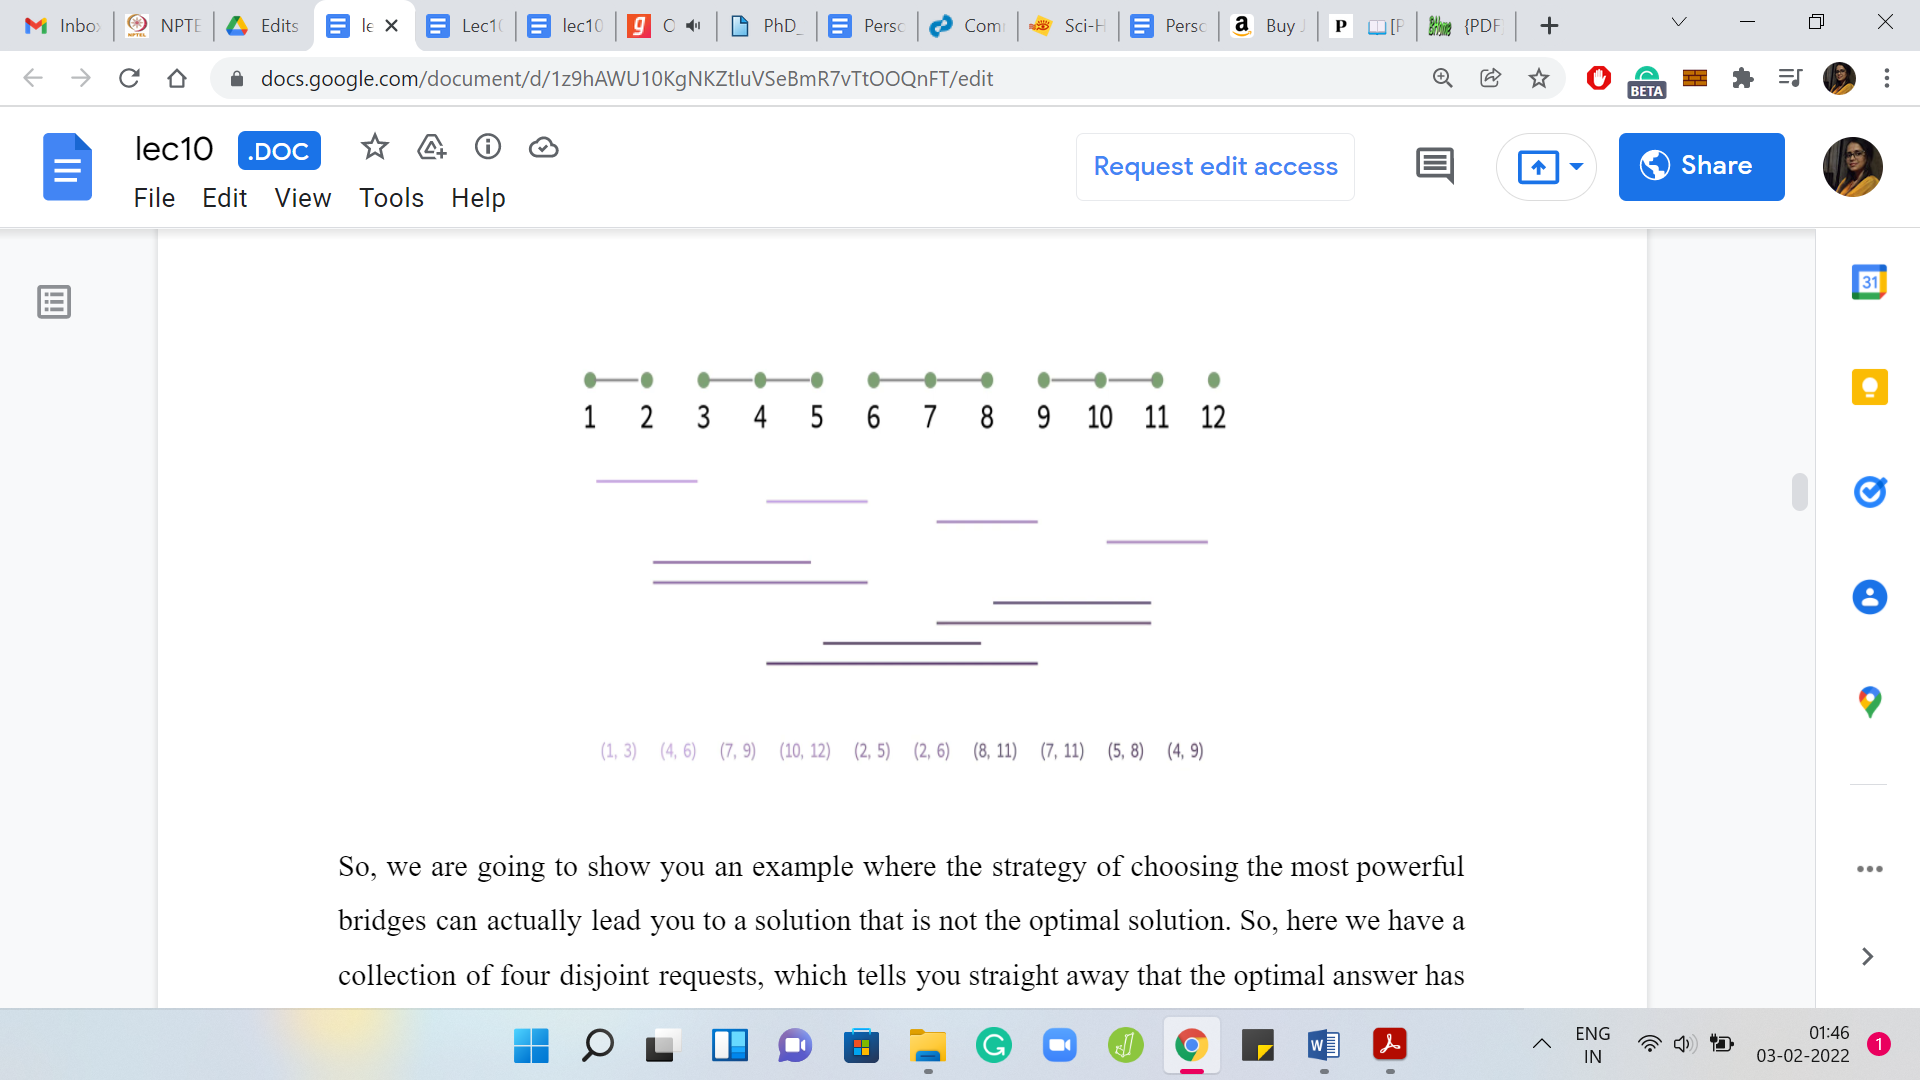 Inbo NPTE Edits le Lec1 lec10 O PhD_ Perso Com Sci-H Perso Buy J [P {PDF
docs.google.com/document/d/1z9hAWU10KgNKZtluVSeBmR7vTtOOQnFT/edit
BETA
lec10 .DOC
Request edit access
Share
File Edit View Tools Help
31
1 2 3 4 5 6 7 8 9 10 11 12
(1, 3) (4, 6) (7, 9) (10, 12) (2, 5) (2, 6) (8, 11) (7, 11) (5, 8) (4, 9)
So, we are going to show you an example where the strategy of choosing the most powerful
bridges can actually lead you to a solution that is not the optimal solution. So, here we have a
collection of four disjoint requests, which tells you straight away that the optimal answer has
ENG
IN
01:46
03-02-2022
1